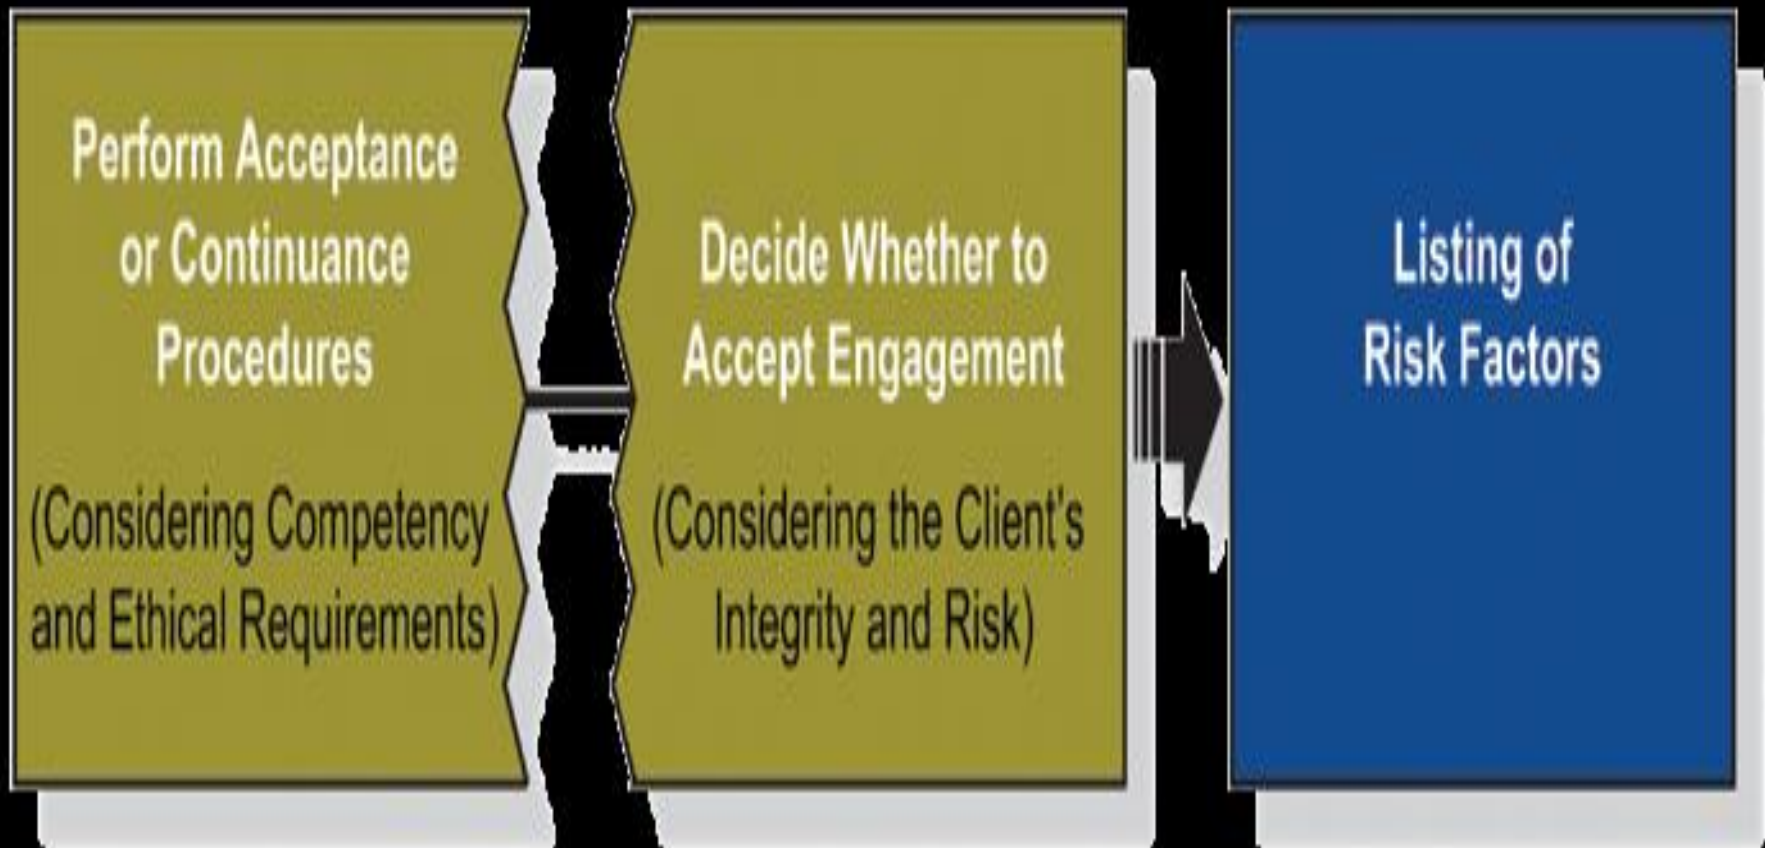 Perform Acceptance
or Continuance
Procedures
(Considering Competency
and Ethical Requirements)
Decide Whether to
Accept Engagement
(Considering the Client's
Integrity and Risk)
Listing of
Risk Factors